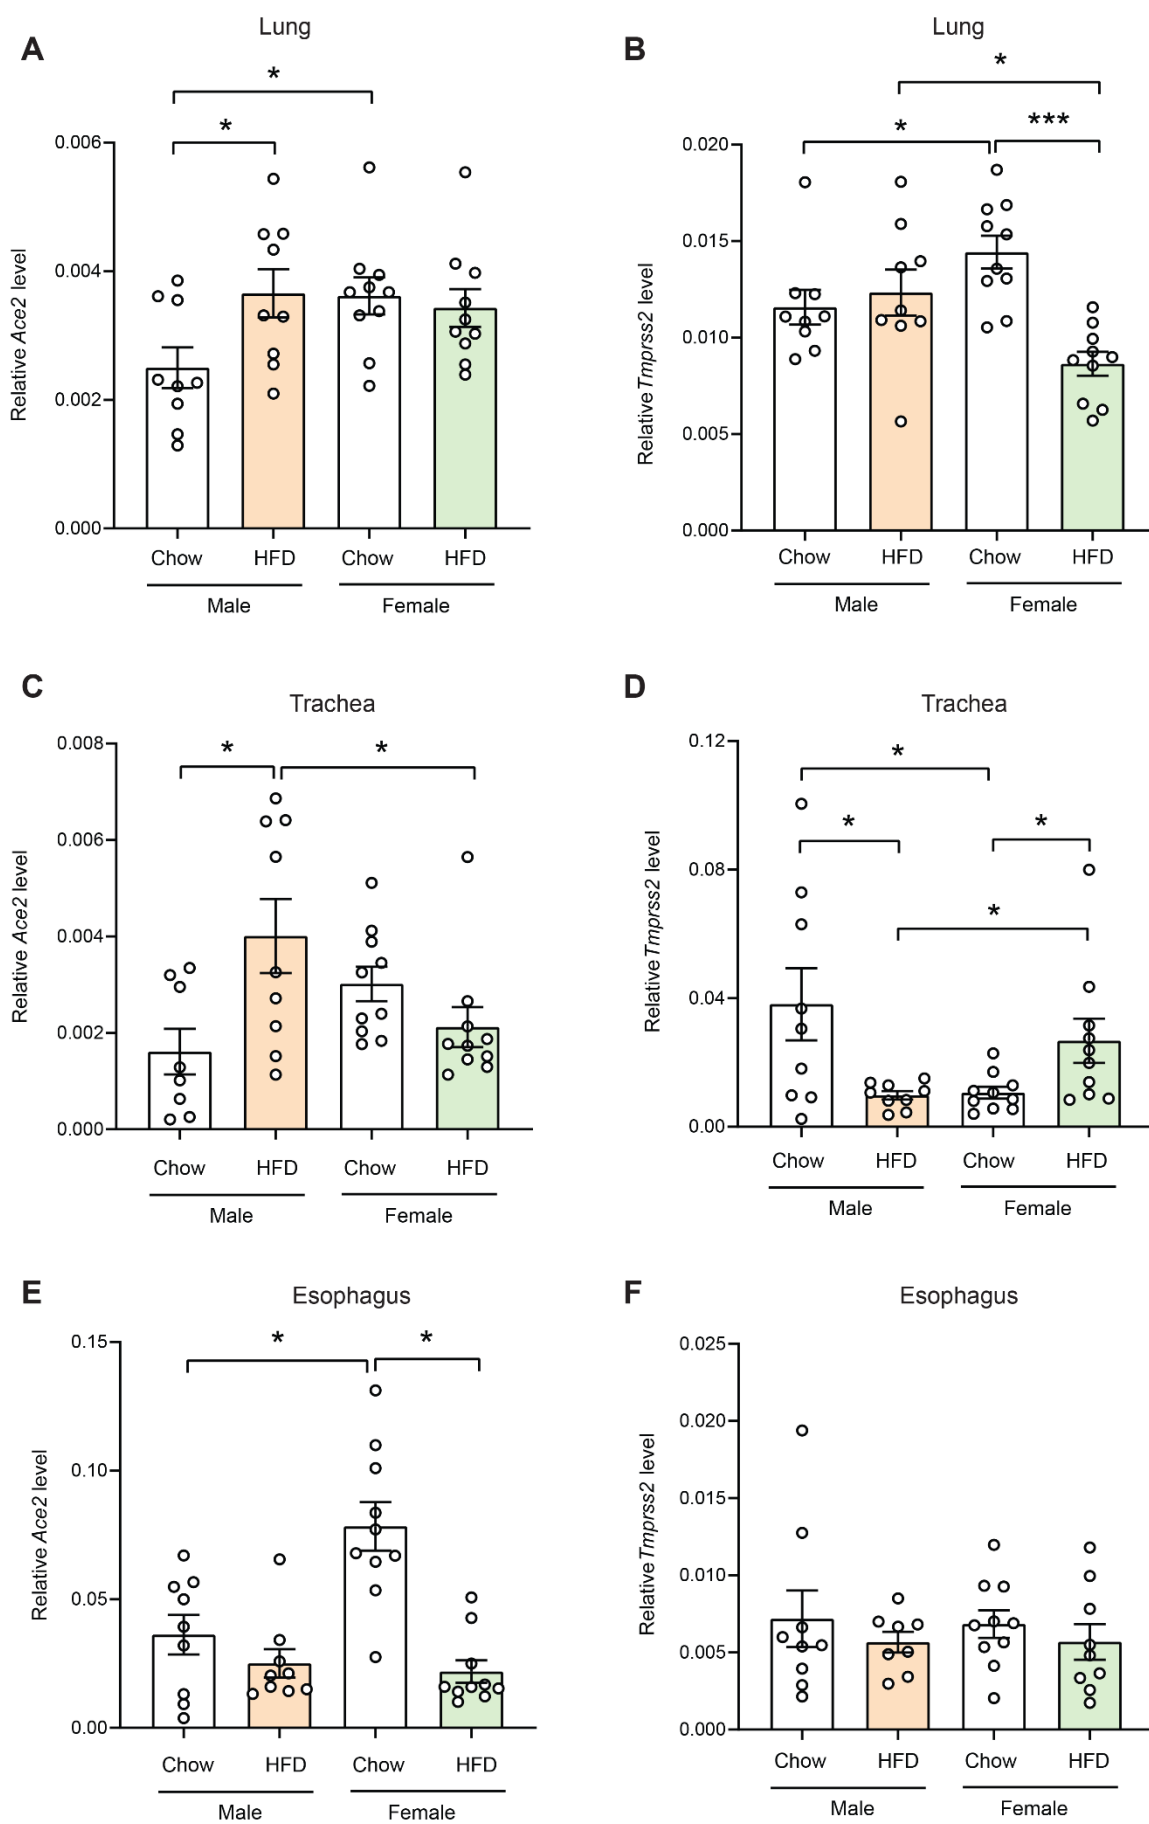 A
Lung
*
*
0.006
0.004
0.002
0.000
Relative Ace2 level
Chow HFD Chow HFD
Male Female
B
Lung
*
* ***
0.020
0.015
0.010
0.005
0.000
Relative Tmprss2 level
Chow HFD Chow HFD
Male Female
C
Trachea
* *
0.008
0.006
0.004
0.002
0.000
Relative Ace2 level
Chow HFD Chow HFD
Male Female
D
Trachea
*
* *
*
0.12
0.08
0.04
0.00
Relative Tmprss2 level
Chow HFD Chow HFD
Male Female
E
Esophagus
* *
0.15
0.10
0.05
0.00
Relative Ace2 level
Chow HFD Chow HFD
Male Female
F
Esophagus
0.025
0.020
0.015
0.010
0.005
0.000
Relative Tmprss2 level
Chow HFD Chow HFD
Male Female